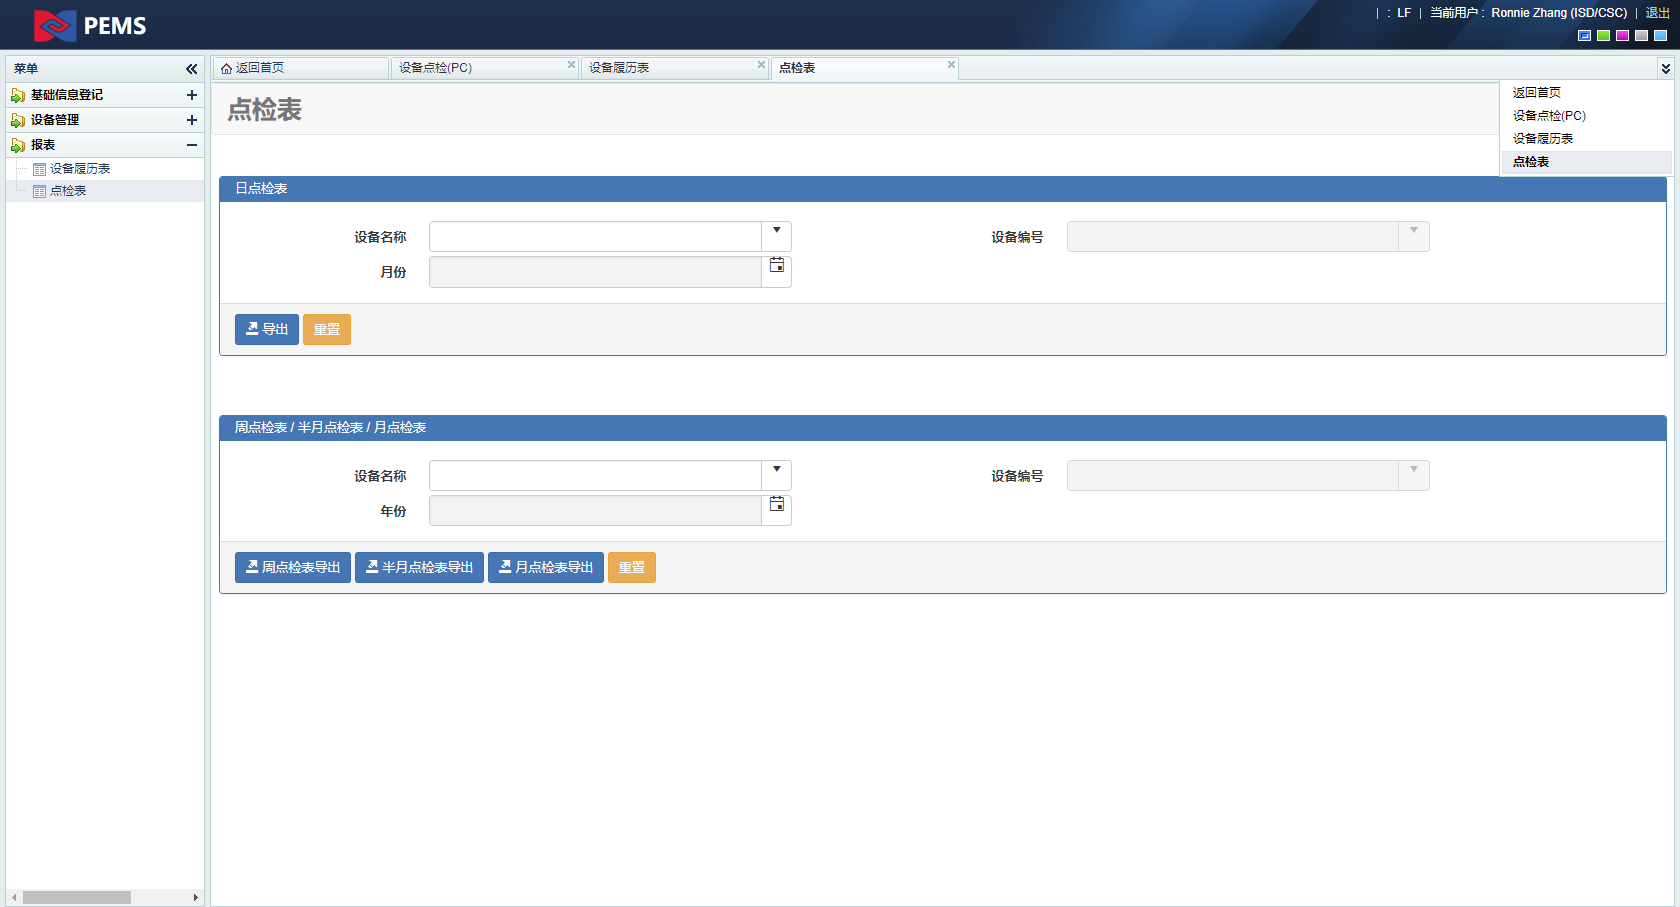 PEMS
| : LF | 当前用户 : Ronnie Zhang (ISD/CSC) | 退出
菜单
基础信息登记
设备管理
报表
设备履历表
点检表
返回首页
设备点检(PC)
设备履历表
点检表
返回首页
设备点检(PC)
设备履历表
点检表
点检表
日点检表
设备名称
设备编号
月份
导出
重置
周点检表 / 半月点检表 / 月点检表
设备名称
设备编号
年份
周点检表导出
半月点检表导出
月点检表导出
重置